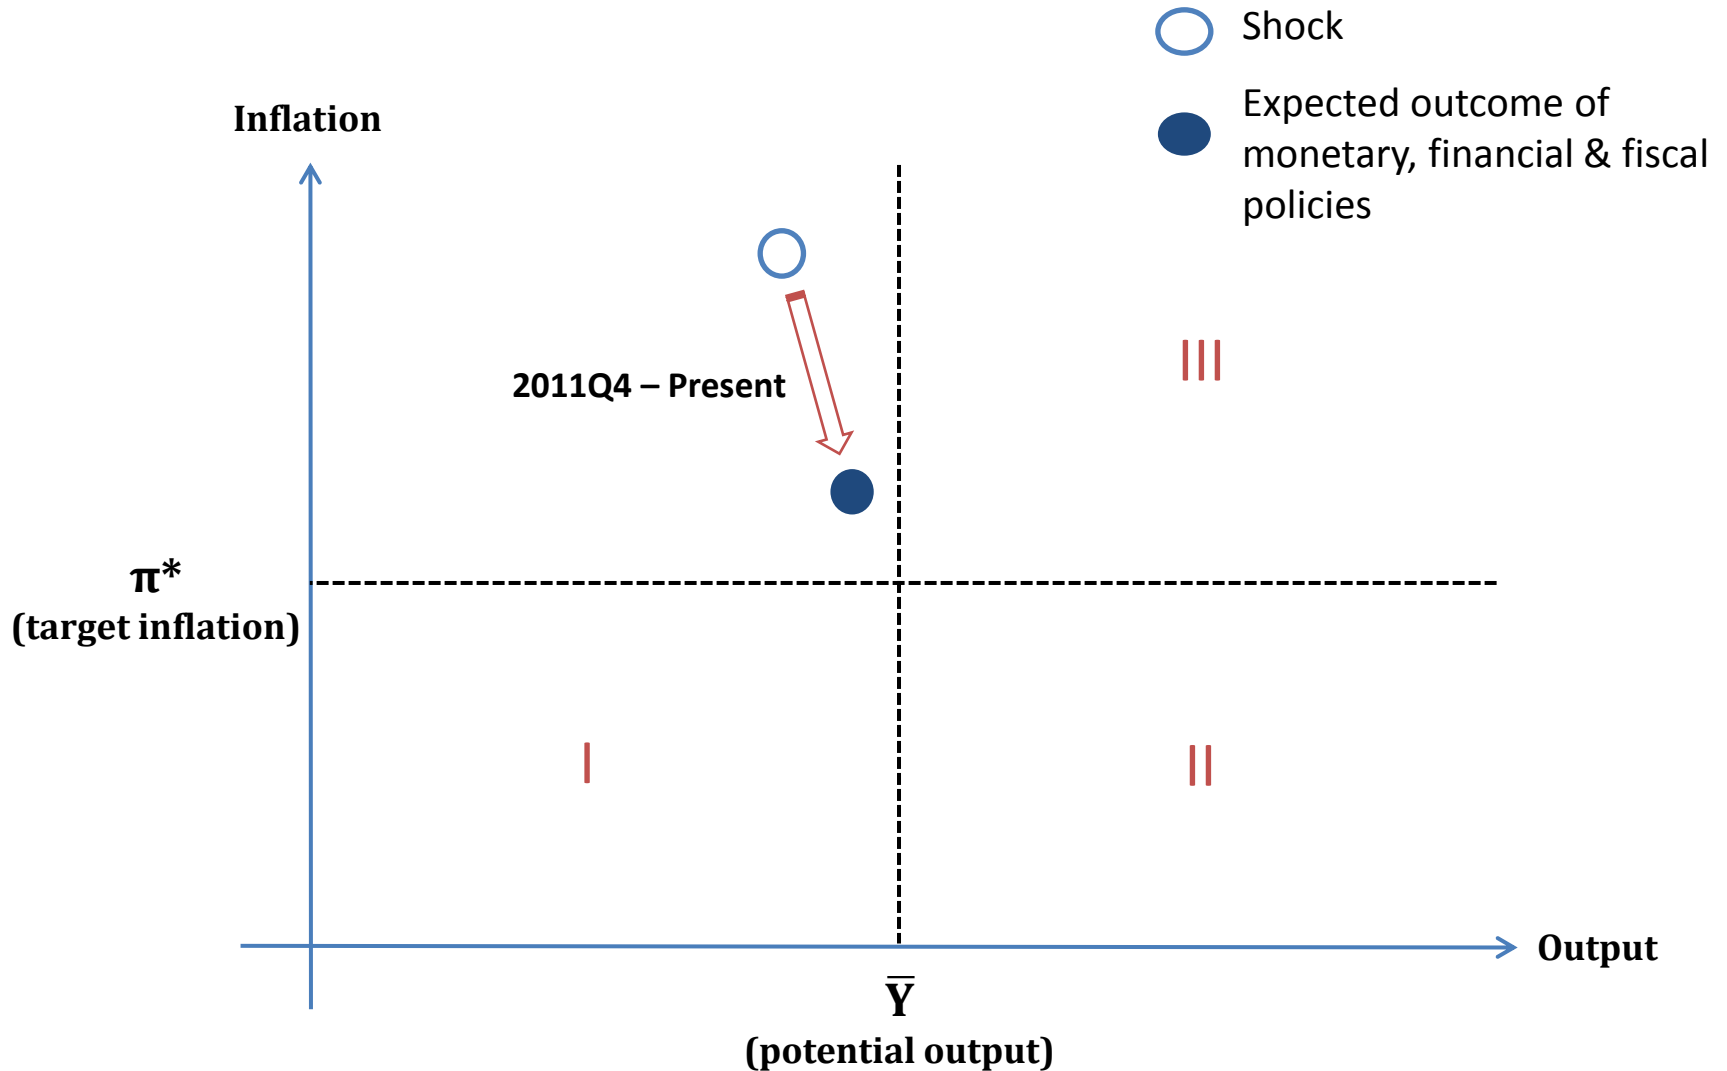 Shock
Expected outcome of
monetary, financial & fiscal
policies
Inflation
III
2011Q4 – Present
π*
(target inflation)
I
II
Output
Y̅
(potential output)